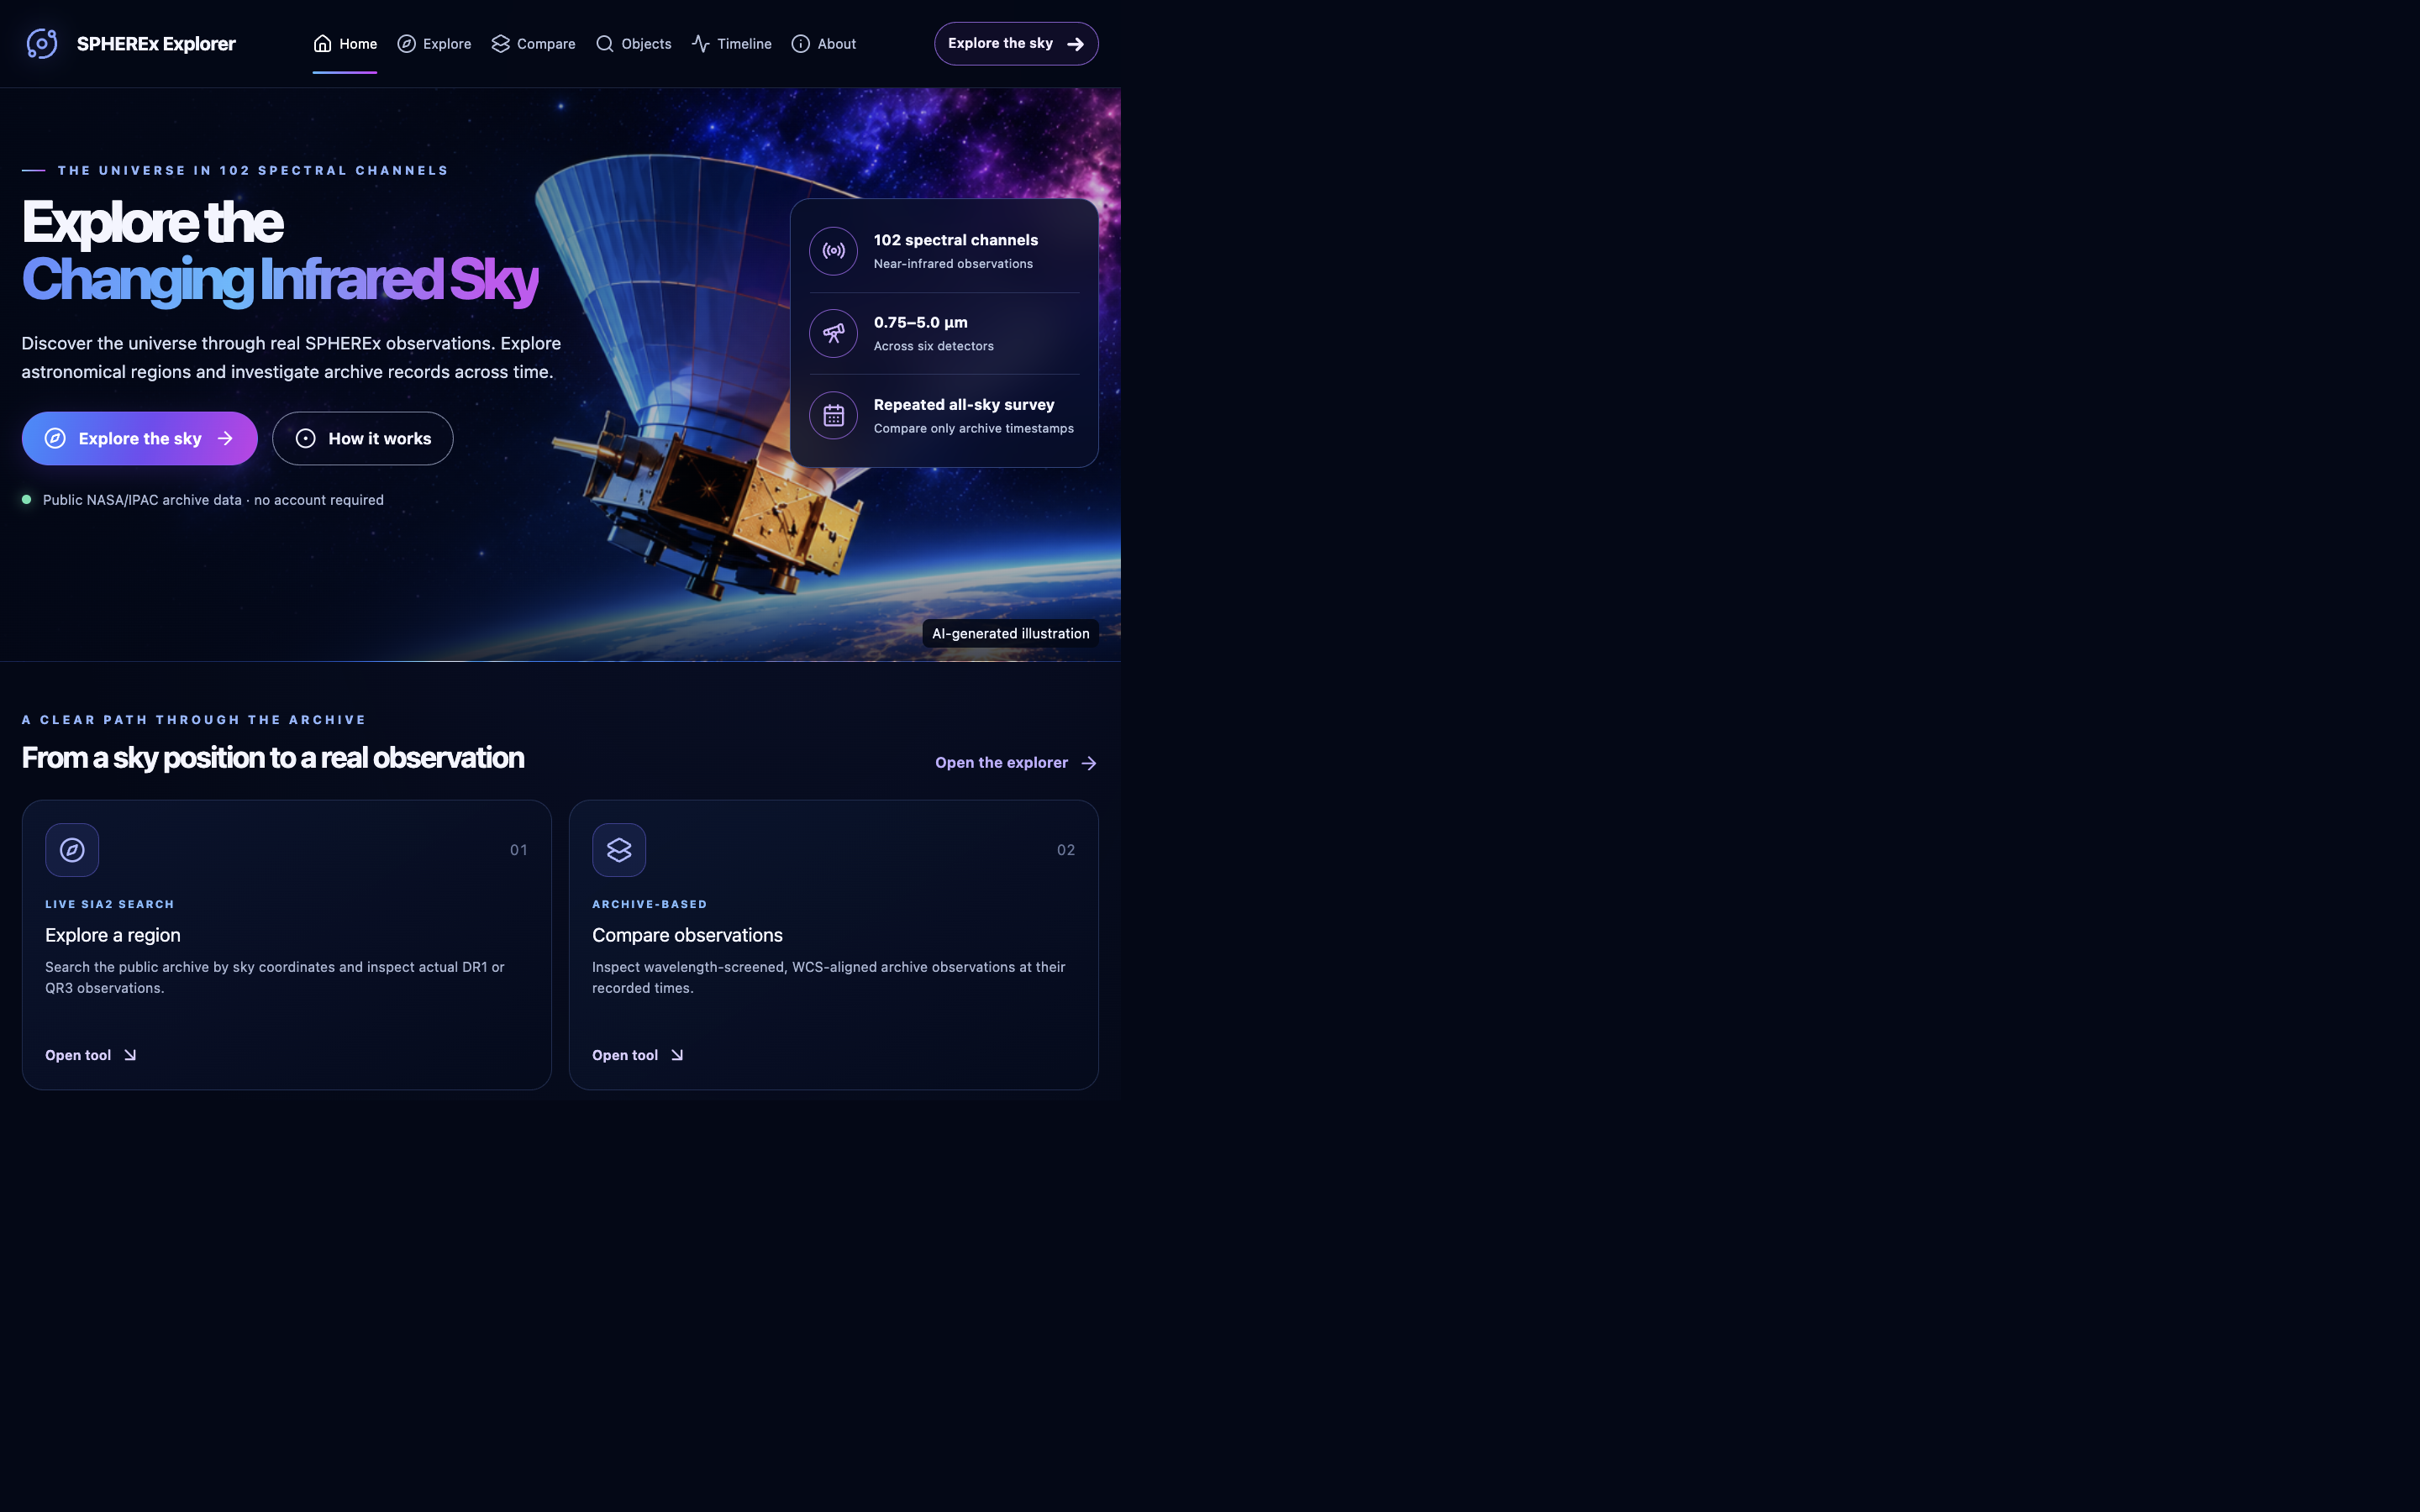 SPHEREx Explorer
Home
Explore
Compare
Objects
Timeline
About
Explore the sky
THE UNIVERSE IN 102 SPECTRAL CHANNELS
Explore the
Changing Infrared Sky
Discover the universe through real SPHEREx observations. Explore
astronomical regions and investigate archive records across time.
Explore the sky
How it works
Public NASA/IPAC archive data · no account required
102 spectral channels
Near-infrared observations
0.75–5.0 μm
Across six detectors
Repeated all-sky survey
Compare only archive timestamps
AI-generated illustration
A CLEAR PATH THROUGH THE ARCHIVE
From a sky position to a real observation
Open the explorer
01
LIVE SIA2 SEARCH
Explore a region
Search the public archive by sky coordinates and inspect actual DR1 or
QR3 observations.
Open tool
02
ARCHIVE-BASED
Compare observations
Inspect wavelength-screened, WCS-aligned archive observations at their
recorded times.
Open tool